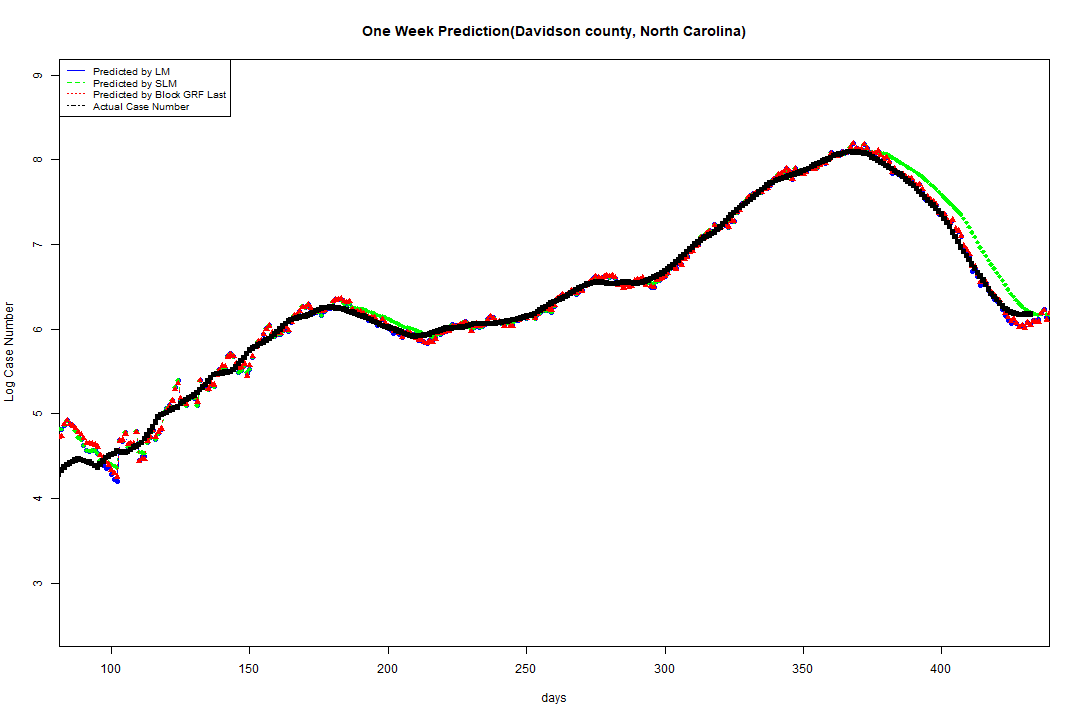 One Week Prediction(Davidson county, North Carolina)
Predicted by LM
Predicted by SLM
Predicted by Block GRF Last
Actual Case Number
9
8
7
6
5
4
3
Log Case Number
100 150 200 250 300 350 400
days